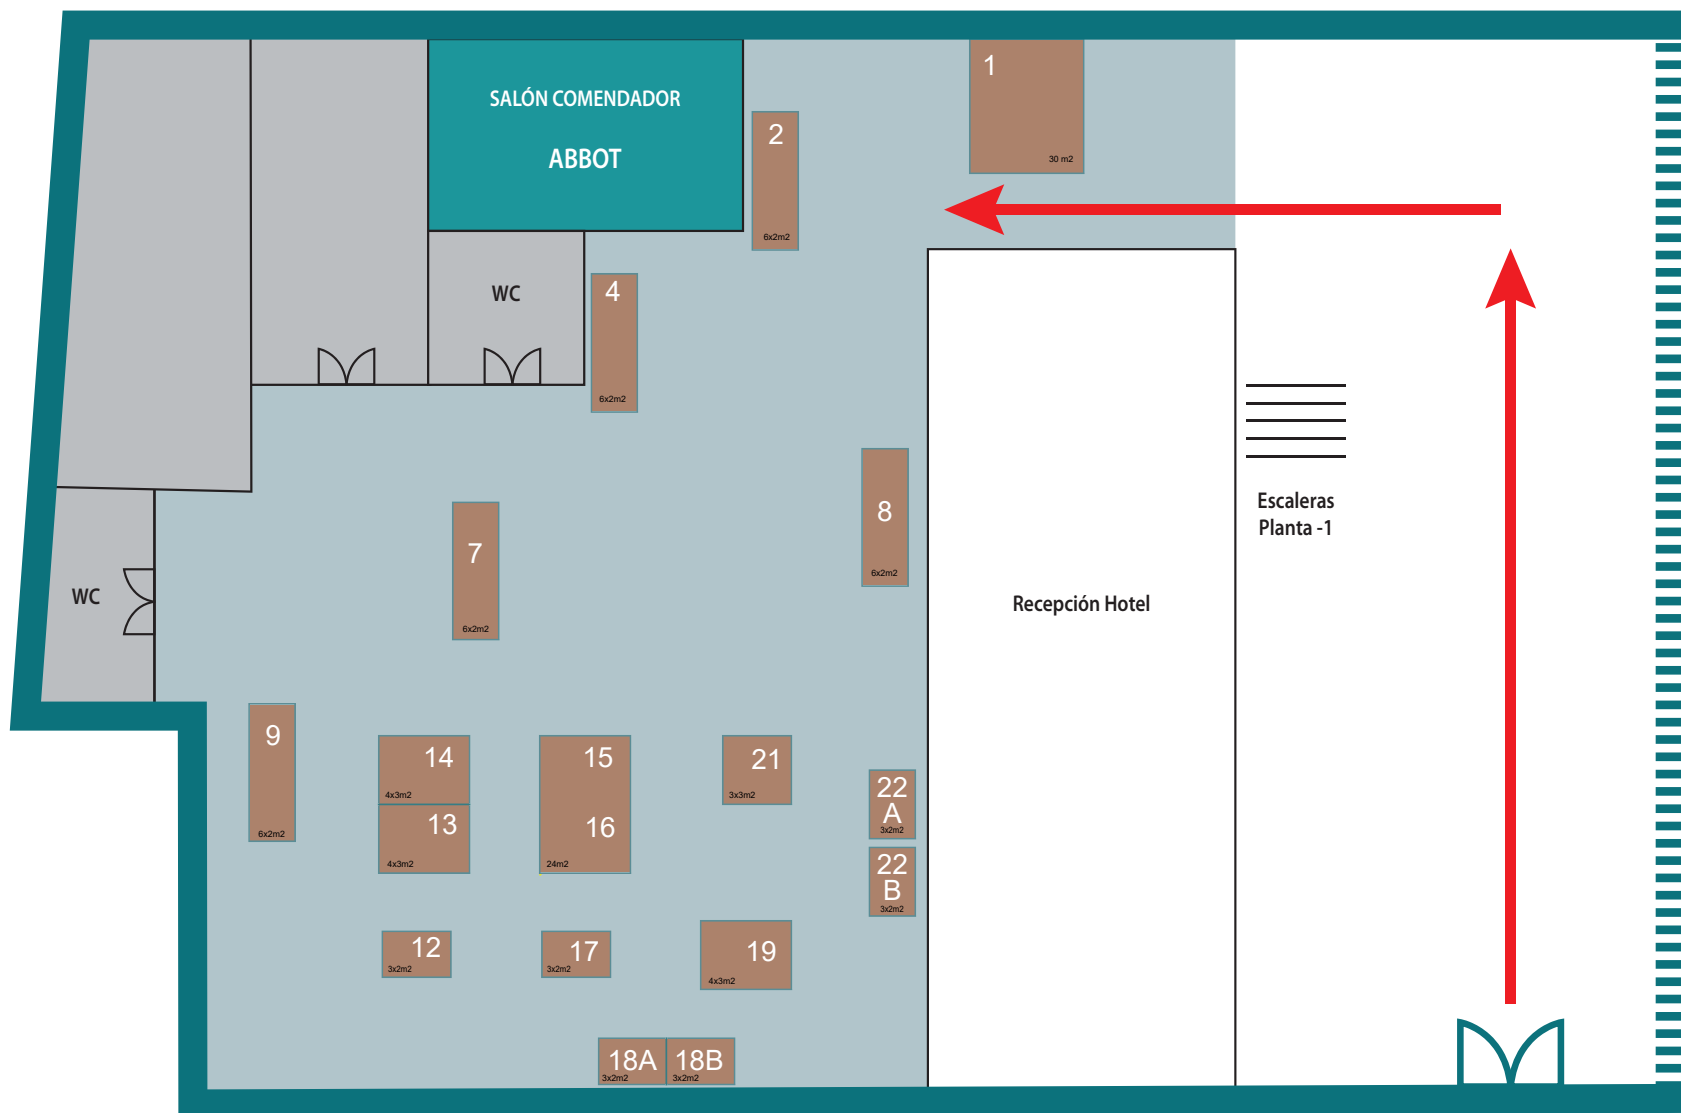 SALÓN COMENDADOR
ABBOT
1
30 m2
2
6x2m2
WC
4
6x2m2
8
6x2m2
Escaleras
Planta -1
7
6x2m2
WC
Recepción Hotel
9
6x2m2
14
4x3m2
13
4x3m2
15
16
24m2
21
3x3m2
22
A
3x2m2
22
B
3x2m2
12
3x2m2
17
3x2m2
19
4x3m2
18A
3x2m2
18B
3x2m2